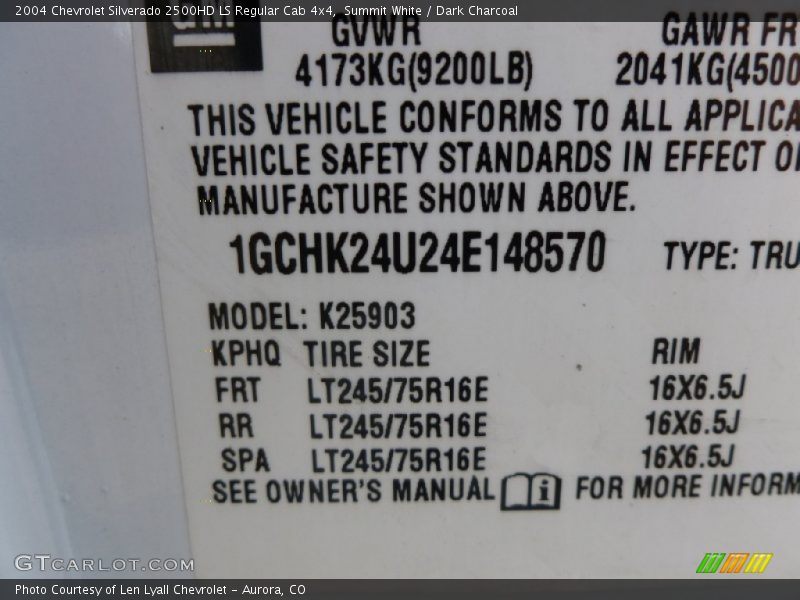 2004 Chevrolet Silverado 2500HD LS Regular Cab 4x4, Summit White / Dark Charcoal
GM
GVWR GAWR FR
4173KG(9200LB) 2041KG(4500
THIS VEHICLE CONFORMS TO ALL APPLICA
VEHICLE SAFETY STANDARDS IN EFFECT O
MANUFACTURE SHOWN ABOVE.
1GCHK24U24E148570 TYPE: TRU
MODEL: K25903
KPHQ TIRE SIZE RIM
FRT LT245/75R16E 16X6.5J
RR LT245/75R16E 16X6.5J
SPA LT245/75R16E 16X6.5J
SEE OWNER'S MANUAL i FOR MORE INFORM
GTCARLOT.COM
Photo Courtesy of Len Lyall Chevrolet - Aurora, CO